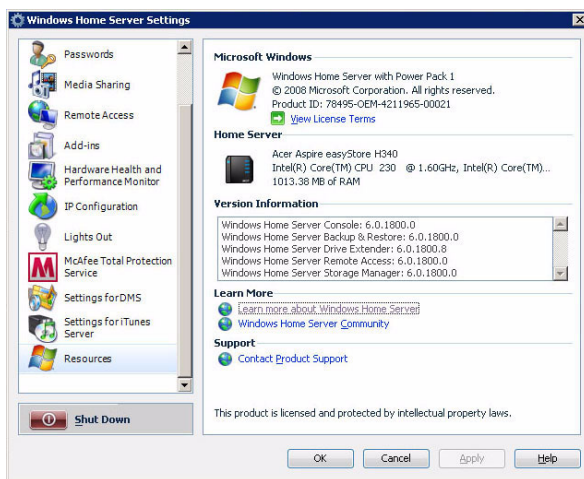 Windows Home Server Settings
Passwords
Media Sharing
Remote Access
Add-ins
Hardware Health and
Performance Monitor
IP Configuration
Lights Out
McAfee Total Protection
Service
Settings for DMS
Settings for iTunes
Server
Resources
Shut Down
Microsoft Windows
Windows Home Server with Power Pack 1
© 2008 Microsoft Corporation. All rights reserved.
Product ID: 78495-OEM-4211965-00021
View License Terms
Home Server
Acer Aspire easyStore H340
Intel(R) Core(TM) CPU 230 @ 1.60GHz, Intel(R) Core(TM)...
1013.38 MB of RAM
Version Information
Windows Home Server Console: 6.0.1800.0
Windows Home Server Backup & Restore: 6.0.1800.0
Windows Home Server Drive Extender: 6.0.1800.8
Windows Home Server Remote Access: 6.0.1800.0
Windows Home Server Storage Manager: 6.0.1800.0
Learn More
Learn more about Windows Home Server
Windows Home Server Community
Support
Contact Product Support
This product is licensed and protected by intellectual property laws.
OK Cancel Apply Help